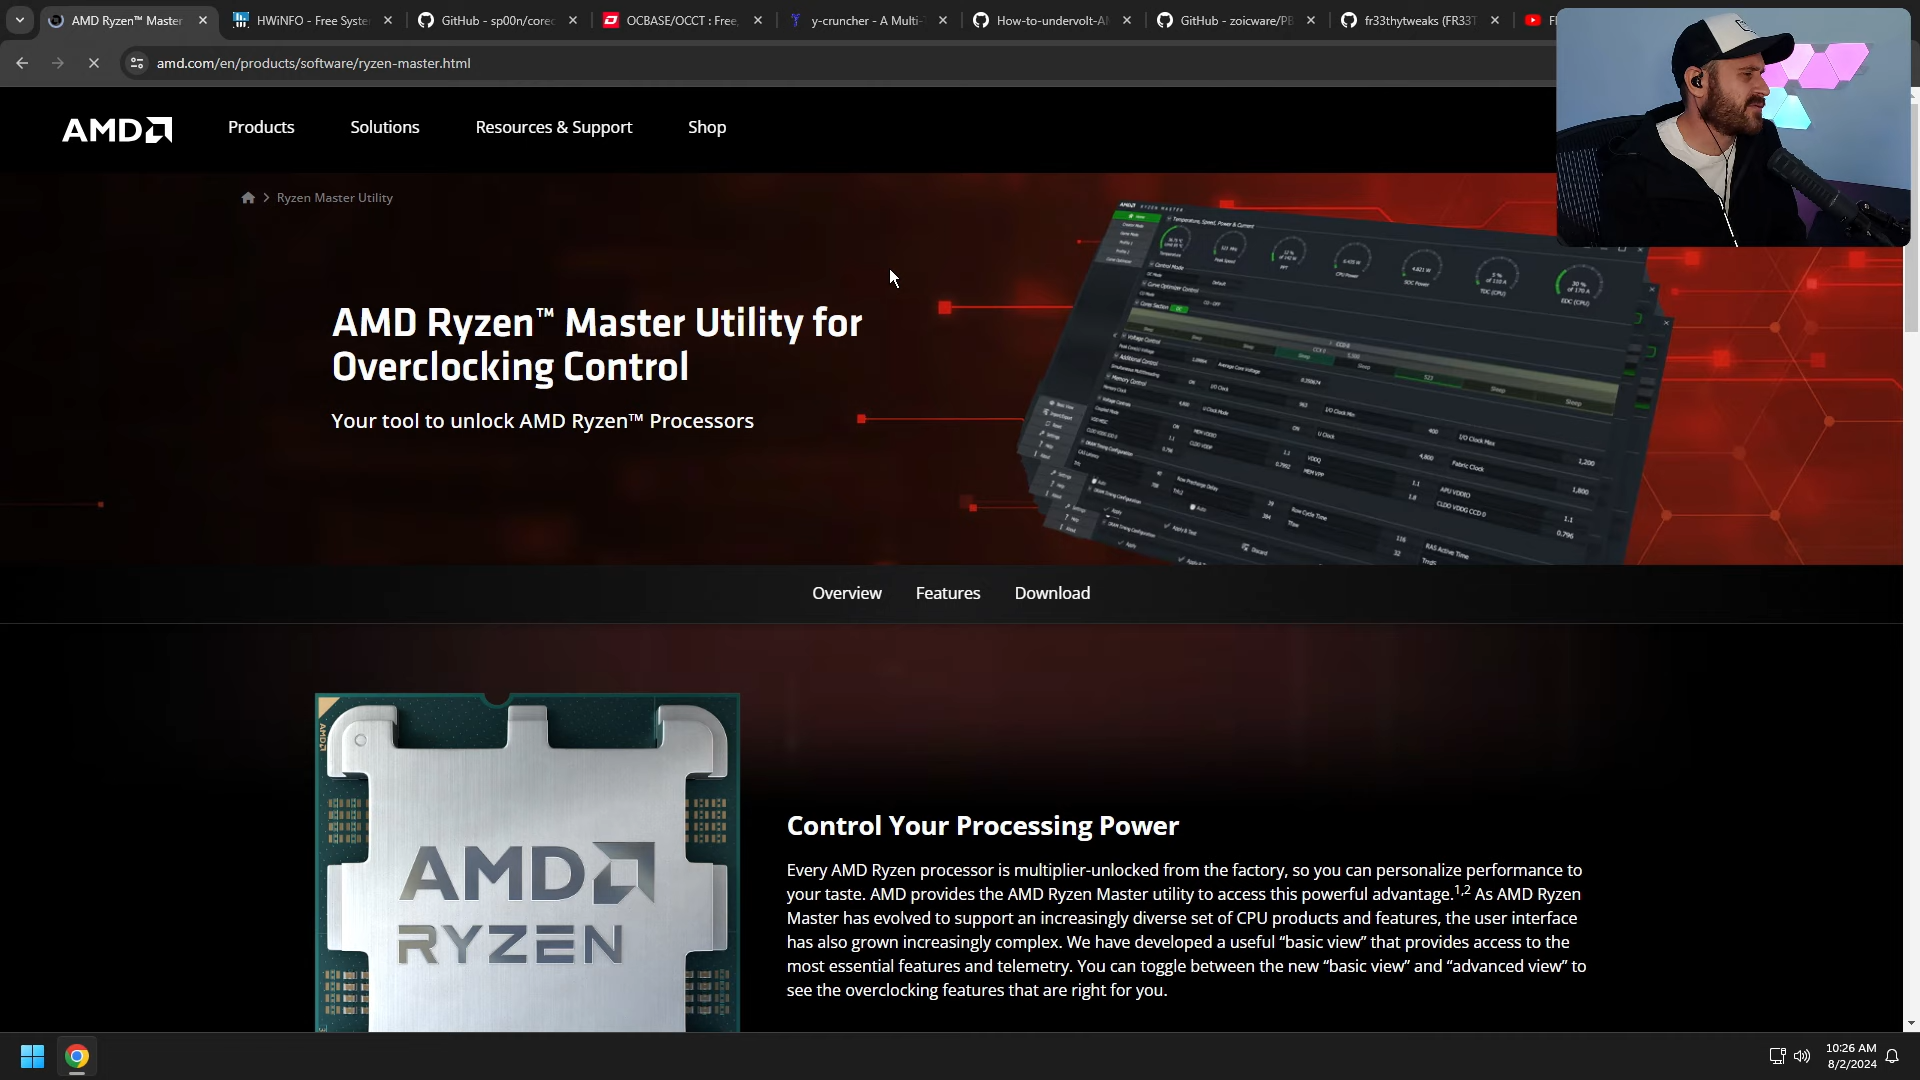 AMD Ryzen™ Master
HWiNFO - Free Syste
GitHub - sp00n/corec
OCBASE/OCCT : Free,
y-cruncher - A Multi-
How-to-undervolt-AM
GitHub - zoicware/PB
fr33thytweaks (FR33T
amd.com/en/products/software/ryzen-master.html
AMD
Products
Solutions
Resources & Support
Shop
Ryzen Master Utility
AMD Ryzen™ Master Utility for
Overclocking Control
Your tool to unlock AMD Ryzen™ Processors
Overview
Features
Download
AMD
RYZEN
Control Your Processing Power
Every AMD Ryzen processor is multiplier-unlocked from the factory, so you can personalize performance to
your taste. AMD provides the AMD Ryzen Master utility to access this powerful advantage.1,2 As AMD Ryzen
Master has evolved to support an increasingly diverse set of CPU products and features, the user interface
has also grown increasingly complex. We have developed a useful “basic view” that provides access to the
most essential features and telemetry. You can toggle between the new “basic view” and “advanced view” to
see the overclocking features that are right for you.
10:26 AM
8/2/2024